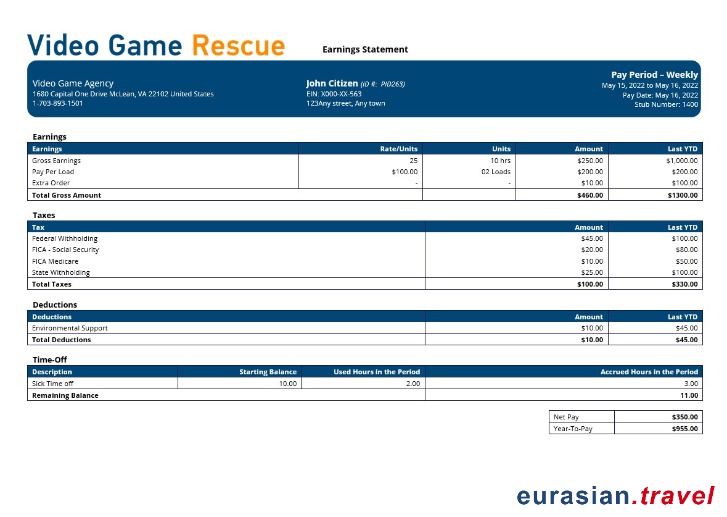 Video Game Rescue
Earnings Statement
Video Game Agency
1680 Capital One Drive McLean, VA 22102 United States
1-703-893-1501
John Citizen (ID #: PID263)
EIN: X000-XX-563
123Any street, Any town
Pay Period – Weekly
May 15, 2022 to May 16, 2022
Pay Date: May 16, 2022
Stub Number: 1400
Earnings
Earnings Rate/Units Units Amount Last YTD
Gross Earnings 25 10 hrs $250.00 $1,000.00
Pay Per Load $100.00 02 Loads $200.00 $200.00
Extra Order - - $10.00 $100.00
Total Gross Amount $460.00 $1300.00
Taxes
Tax Amount Last YTD
Federal Withholding $45.00 $100.00
FICA - Social Security $20.00 $80.00
FICA Medicare $10.00 $50.00
State Withholding $25.00 $100.00
Total Taxes $100.00 $330.00
Deductions
Deductions Amount Last YTD
Environmental Support $10.00 $45.00
Total Deductions $10.00 $45.00
Time-Off
Description Starting Balance Used Hours in the Period Accrued Hours in the Period
Sick Time off 10.00 2.00 3.00
Remaining Balance 11.00
Net Pay $350.00
Year-To-Pay $955.00
eurasian.travel